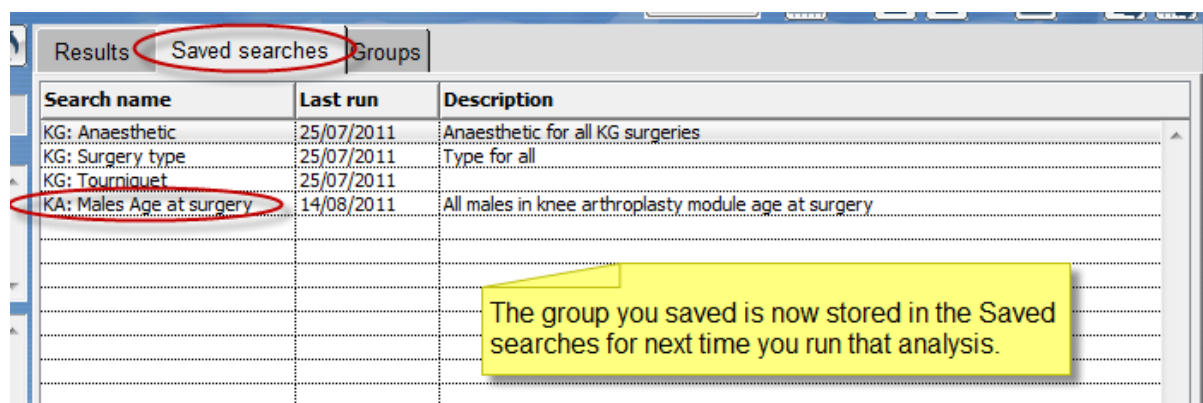 Results Saved searches Groups
Search name Last run Description
KG: Anaesthetic 25/07/2011 Anaesthetic for all KG surgeries
KG: Surgery type 25/07/2011 Type for all
KG: Tourniquet 25/07/2011
KA: Males Age at surgery 14/08/2011 All males in knee arthroplasty module age at surgery
The group you saved is now stored in the Saved
searches for next time you run that analysis.